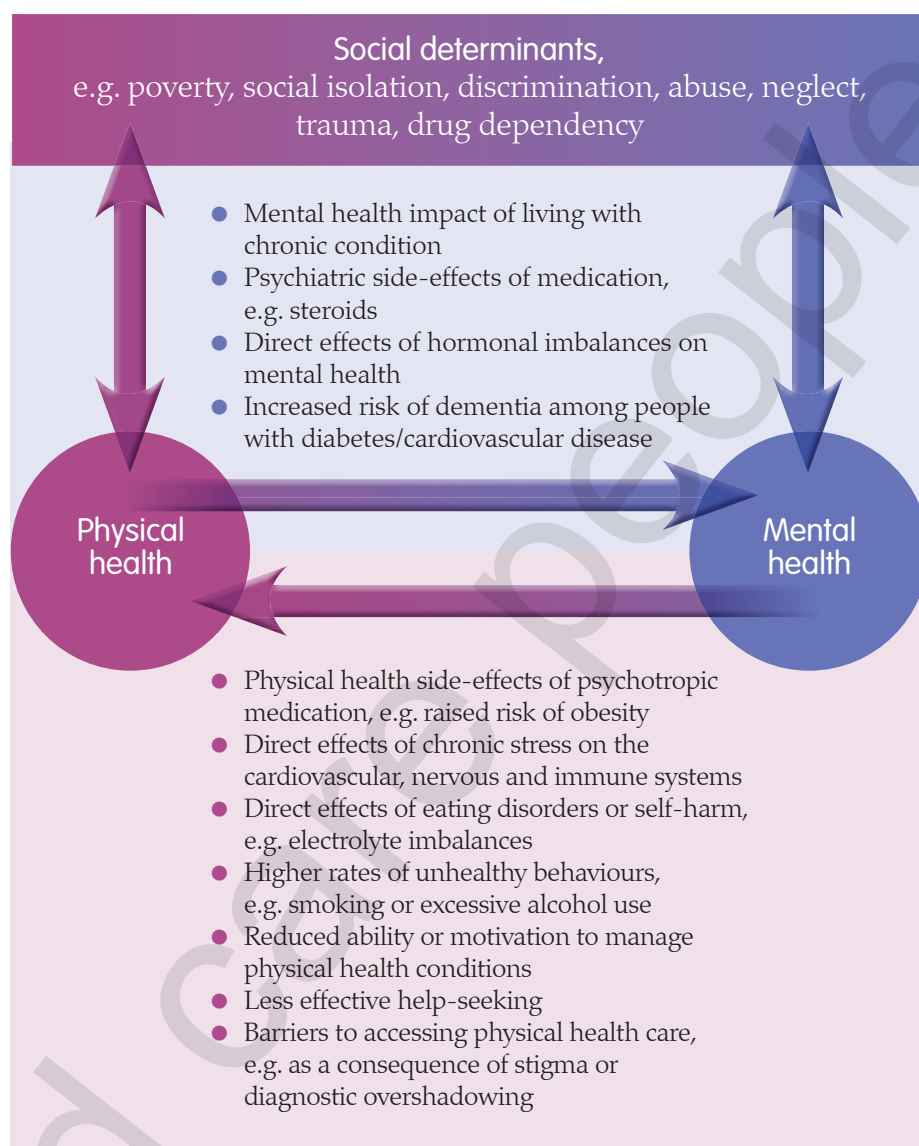 Social determinants,
e.g. poverty, social isolation, discrimination, abuse, neglect,
trauma, drug dependency
● Mental health impact of living with
chronic condition
● Psychiatric side-effects of medication,
e.g. steroids
● Direct effects of hormonal imbalances on
mental health
● Increased risk of dementia among people
with diabetes/cardiovascular disease
Physical
health
Mental
health
● Physical health side-effects of psychotropic
medication, e.g. raised risk of obesity
● Direct effects of chronic stress on the
cardiovascular, nervous and immune systems
● Direct effects of eating disorders or self-harm,
e.g. electrolyte imbalances
● Higher rates of unhealthy behaviours,
e.g. smoking or excessive alcohol use
● Reduced ability or motivation to manage
physical health conditions
● Less effective help-seeking
● Barriers to accessing physical health care,
e.g. as a consequence of stigma or
diagnostic overshadowing
care people